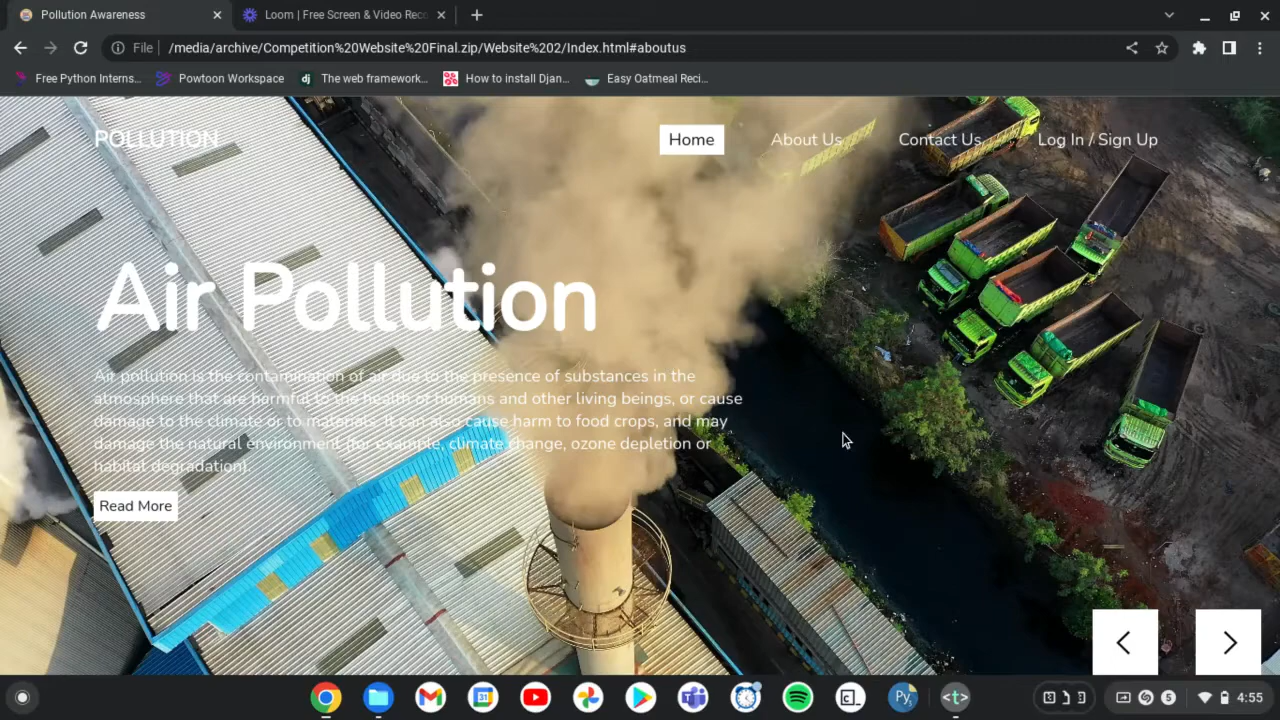 Pollution Awareness
Loom | Free Screen & Video Rec
File
/media/archive/Competition%20Website%20Final.zip/Website%202/Index.html#aboutus
Free Python Interns...
Powtoon Workspace
dj
The web framework...
How to install Djan...
Easy Oatmeal Reci...
POLLUTION
Home
About Us
Contact Us
Log In / Sign Up
Air Pollution
Air pollution is the contamination of air due to the presence of substances in the
atmosphere that are harmful to the health of humans and other living beings, or cause
damage to the climate or to materials. It can also cause harm to food crops, and may
damage the natural environment (for example, climate change, ozone depletion or
habitat degradation).
Read More
Py
<t>
5
4:55